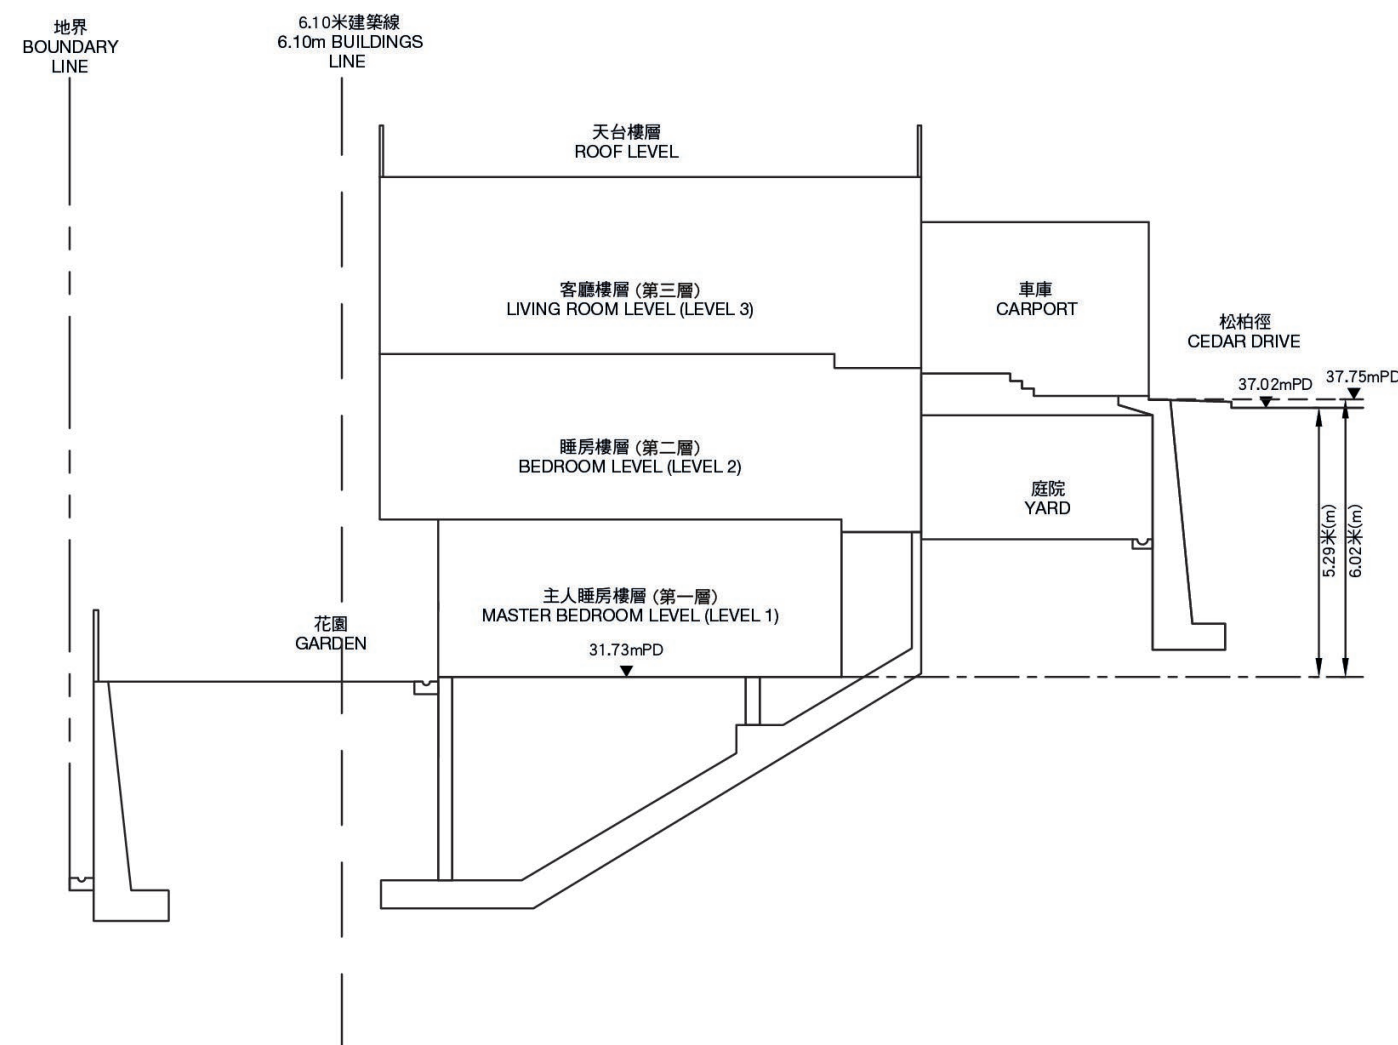 地界
BOUNDARY
LINE
6.10米建築線
6.10m BUILDINGS
LINE
天台樓層
ROOF LEVEL
客廳樓層 (第三層)
LIVING ROOM LEVEL (LEVEL 3)
車庫
CARPORT
松柏徑
CEDAR DRIVE
37.02mPD
37.75mPD
睡房樓層 (第二層)
BEDROOM LEVEL (LEVEL 2)
庭院
YARD
5.29米(m)
6.02米(m)
主人睡房樓層 (第一層)
MASTER BEDROOM LEVEL (LEVEL 1)
31.73mPD
花園
GARDEN